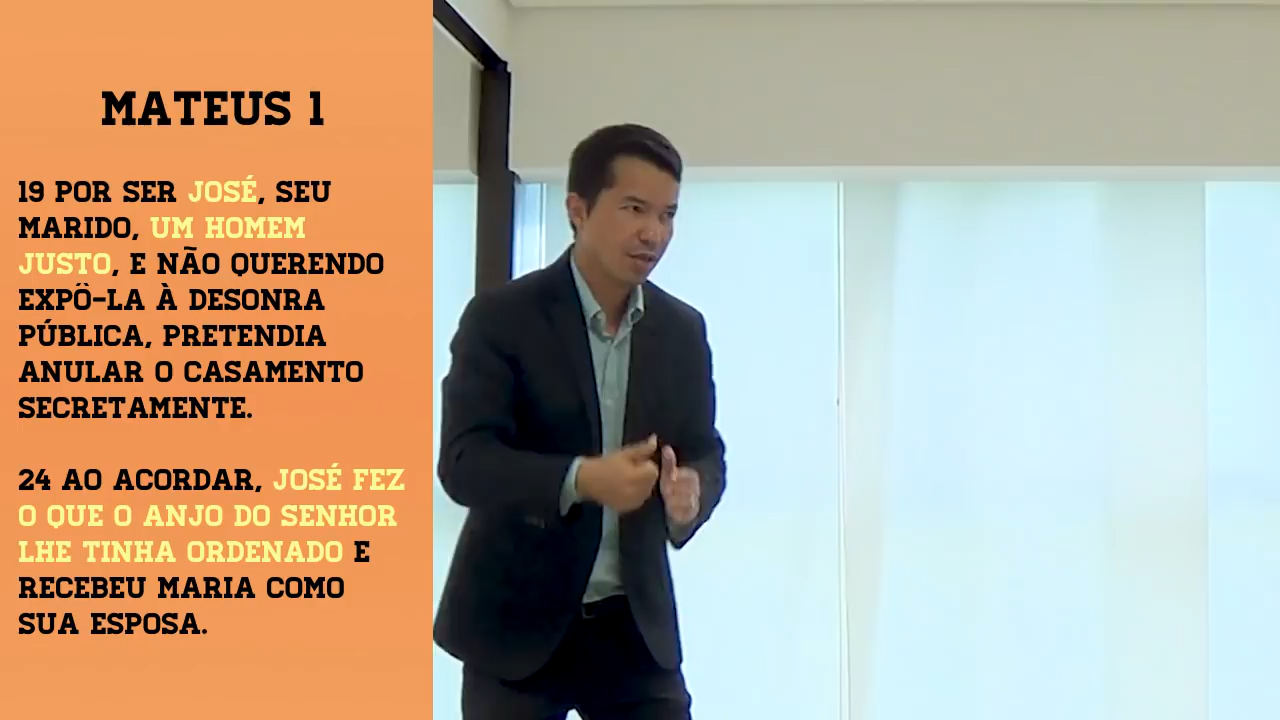 MATEUS 1
19 POR SER JOSÉ, SEU
MARIDO, UM HOMEM
JUSTO, E NÃO QUERENDO
EXPÔ-LA À DESONRA
PÚBLICA, PRETENDIA
ANULAR O CASAMENTO
SECRETAMENTE.
24 AO ACORDAR, JOSÉ FEZ
O QUE O ANJO DO SENHOR
LHE TINHA ORDENADO E
RECEBEU MARIA COMO
SUA ESPOSA.